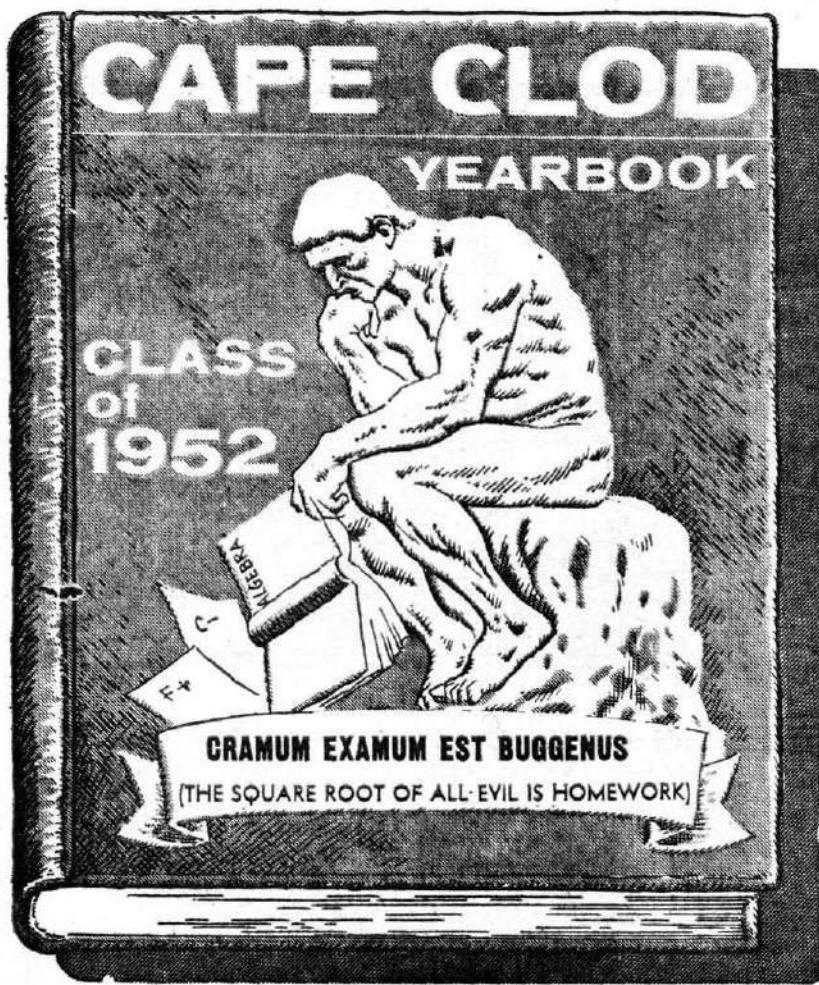 CAPE CLOD
YEARBOOK
CLASS
of
1952
ALGEBRA
C-
F+
CRAMUM EXAMUM EST BUGGENUS
(THE SQUARE ROOT OF ALL-EVIL IS HOMEWORK)